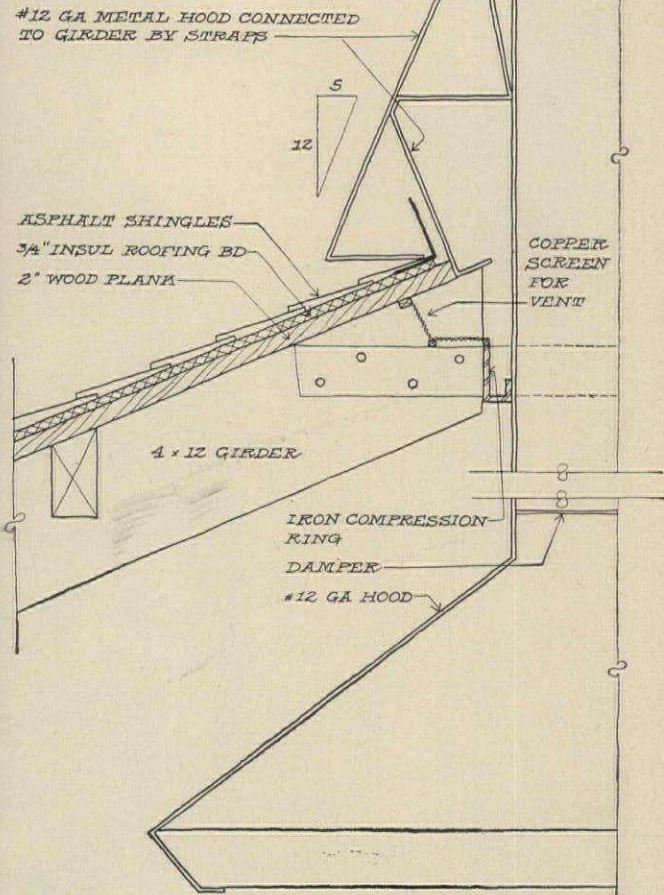 #12 GA METAL HOOD CONNECTED
TO GIRDER BY STRAPS
5
12
ASPHALT SHINGLES
3/4" INSUL ROOFING BD
2" WOOD PLANK
COPPER
SCREEN
FOR
VENT
4 x 12 GIRDER
IRON COMPRESSION
RING
DAMPER
#12 GA HOOD